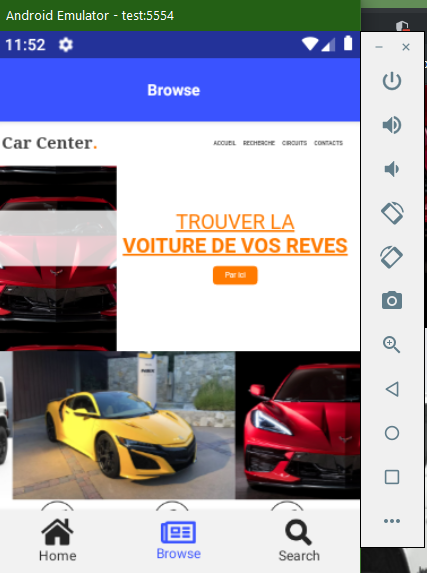 Android Emulator - test:5554
11:52
Browse
Car Center.
ACCUEIL RECHERCHE CIRCUITS CONTACTS
TROUVER LA
VOITURE DE VOS REVES
Par Ici
Home
Browse
Search